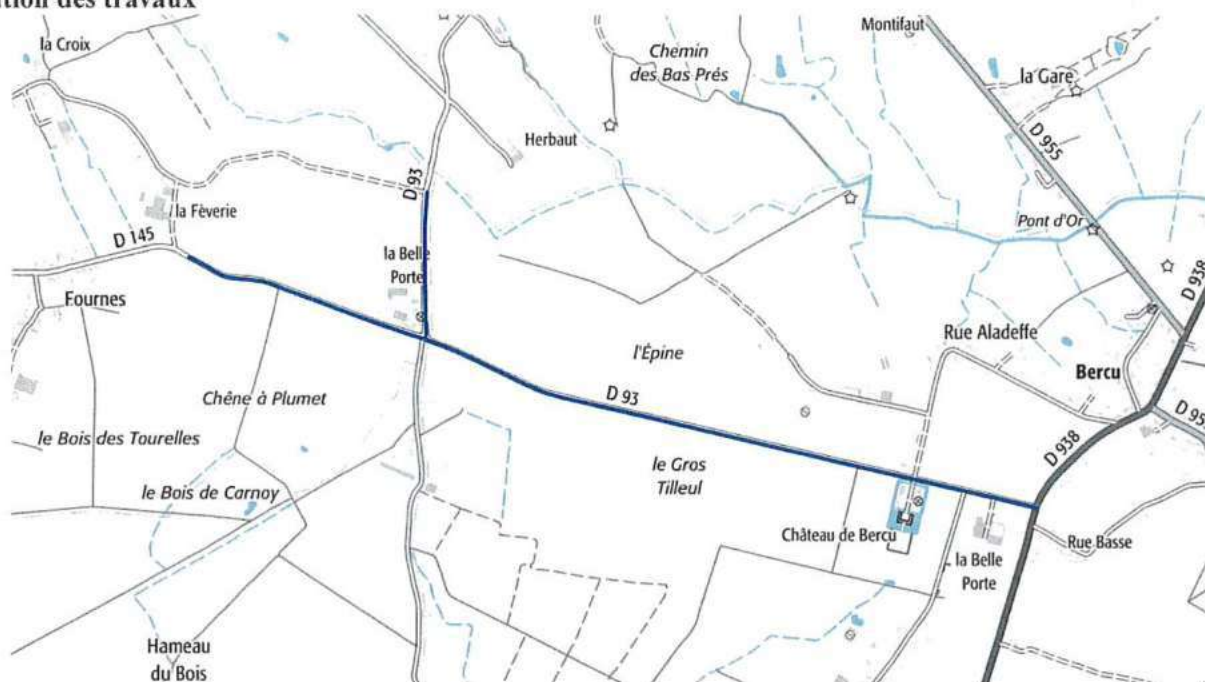 tion des travaux
la Croix
Montifaut
Chemin
des Bas Prés
la Gare
Herbaut
D 955
D 93
la Fèverie
Pont d'Or
D 145
la Belle
Porte
D 938
Fournes
Rue Aladeffe
l'Épine
Bercu
Chêne à Plumet
D 93
D 95
le Bois des Tourelles
D 938
le Gros
Tilleul
le Bois de Carnoy
Château de Bercu
Rue Basse
la Belle
Porte
Hameau
du Bois